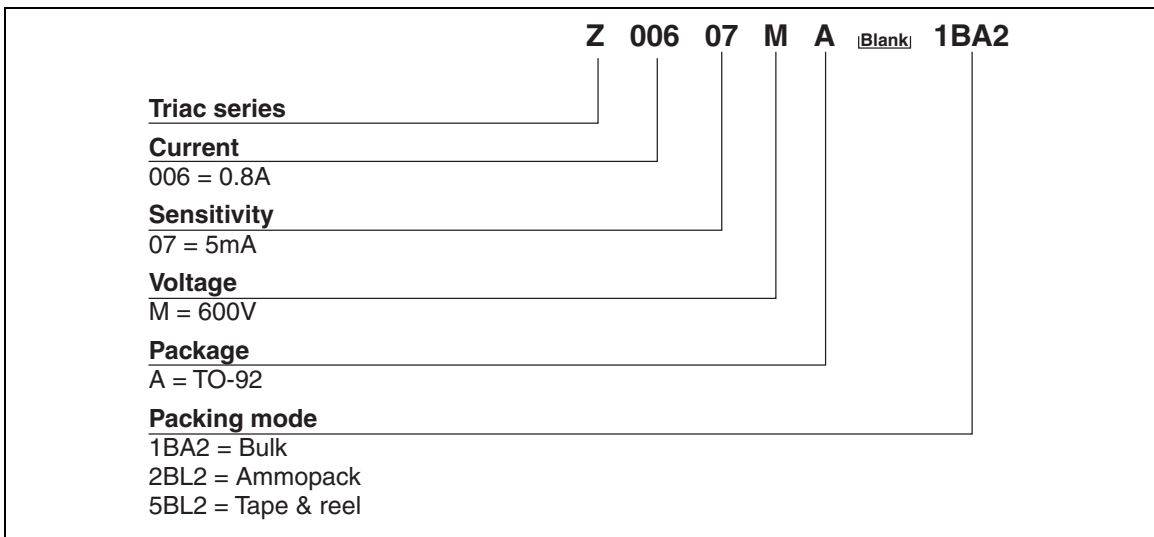 Z 006 07 M A Blank 1BA2
Triac series
Current
006 = 0.8A
Sensitivity
07 = 5mA
Voltage
M = 600V
Package
A = TO-92
Packing mode
1BA2 = Bulk
2BL2 = Ammopack
5BL2 = Tape & reel